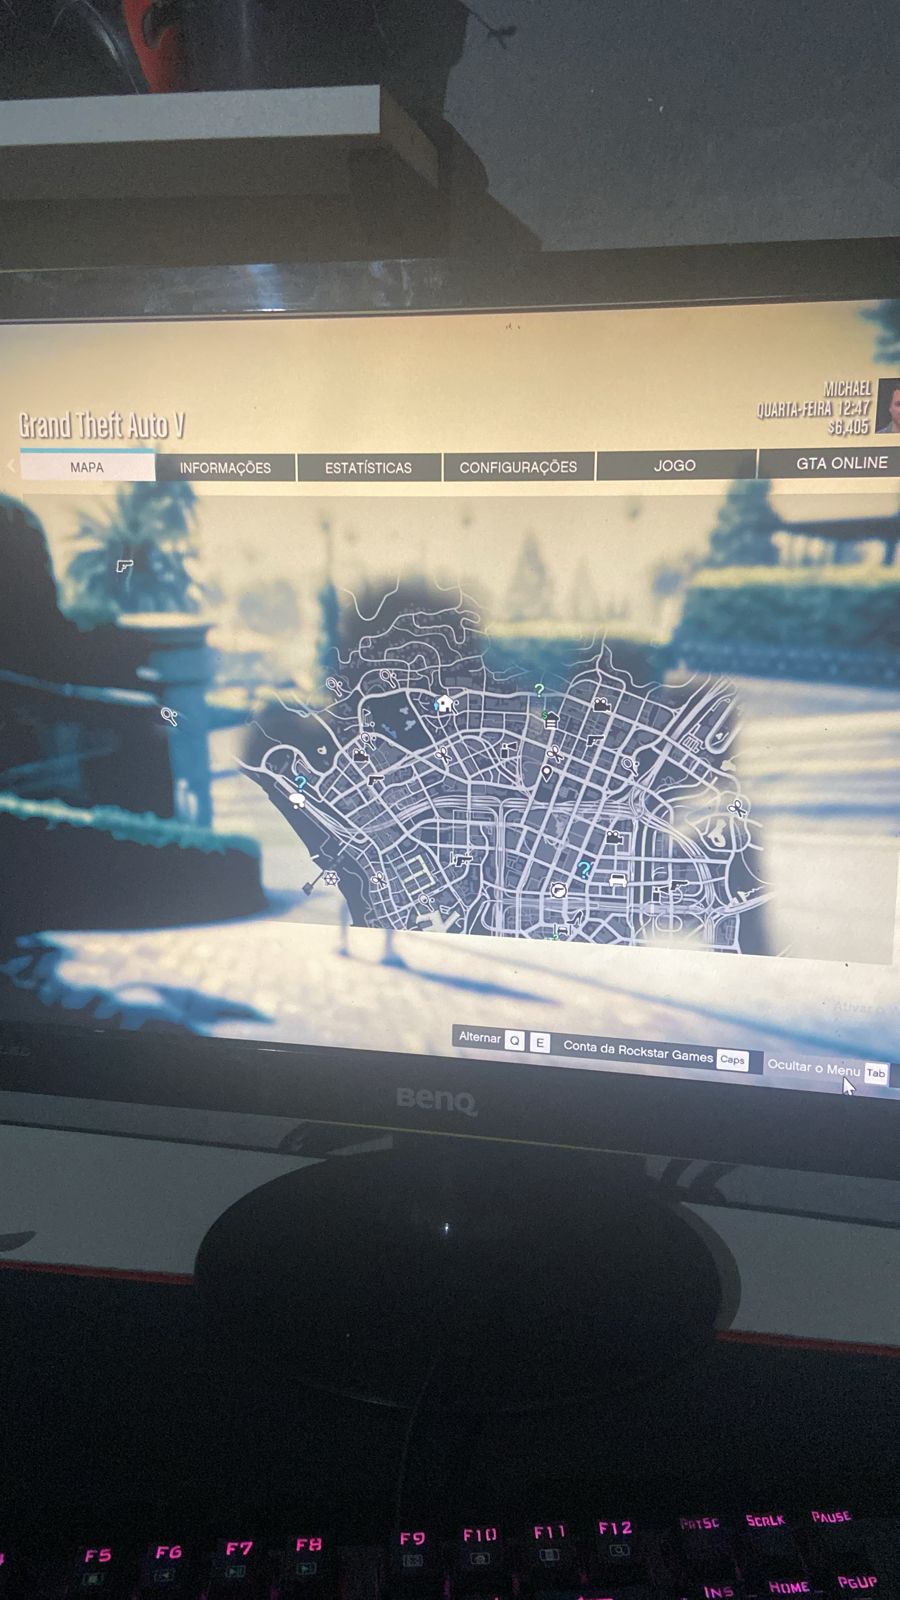 Grand Theft Auto V
MICHAEL
QUARTA-FEIRA 12:47
$6,405
MAPA
INFORMAÇÕES
ESTATÍSTICAS
CONFIGURAÇÕES
JOGO
GTA ONLINE
?
?
?
Alternar Q E Conta da Rockstar Games Caps Ocultar o Menu Tab
BenQ
F5 F6 F7 F8 F9 F10 F11 F12 PRTSC SCRLK PAUSE
INS HOME PGUP